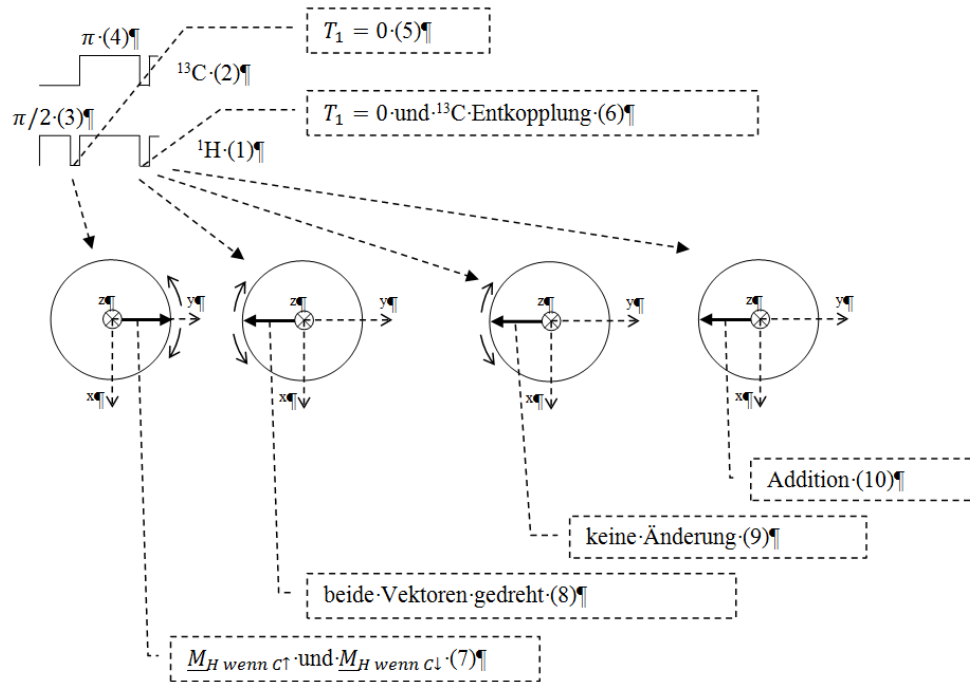 π·(4)¶
T₁ = 0·(5)¶
¹³C·(2)¶
π/2·(3)¶
T₁ = 0·und·¹³C·Entkopplung·(6)¶
¹H·(1)¶
z¶ y¶ z¶ y¶ z¶ y¶ z¶ y¶
x¶ x¶ x¶ x¶
Addition·(10)¶
keine·Änderung·(9)¶
beide·Vektoren·gedreht·(8)¶
M_H wenn C↑·und·M_H wenn C↓·(7)¶